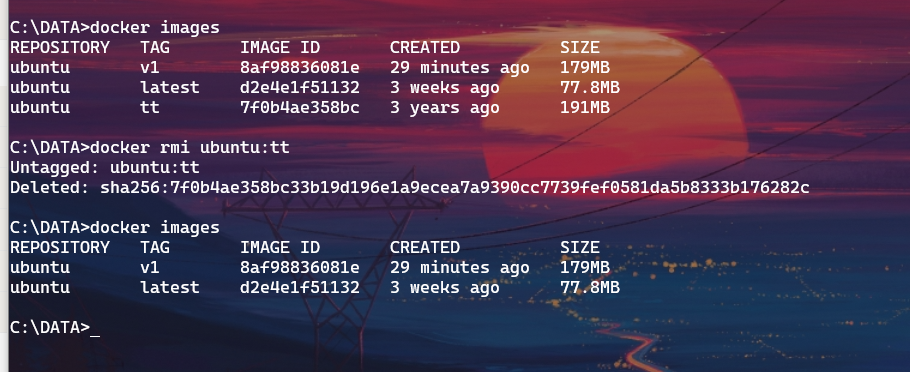 C:\DATA>docker images
REPOSITORY   TAG       IMAGE ID       CREATED          SIZE
ubuntu       v1        8af98836081e   29 minutes ago   179MB
ubuntu       latest    d2e4e1f51132   3 weeks ago      77.8MB
ubuntu       tt        7f0b4ae358bc   3 years ago      191MB
C:\DATA>docker rmi ubuntu:tt
Untagged: ubuntu:tt
Deleted: sha256:7f0b4ae358bc33b19d196e1a9ecea7a9390cc7739fef0581da5b8333b176282c
C:\DATA>docker images
REPOSITORY   TAG       IMAGE ID       CREATED          SIZE
ubuntu       v1        8af98836081e   29 minutes ago   179MB
ubuntu       latest    d2e4e1f51132   3 weeks ago      77.8MB
C:\DATA>_